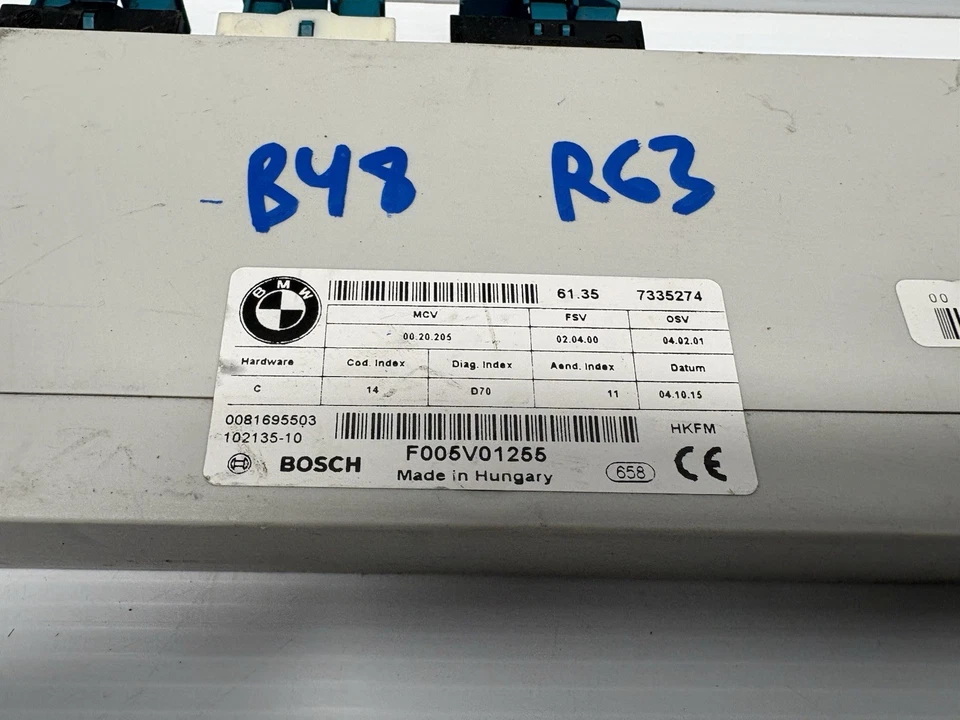 B48 R63
BMW
61.35 7335274
MCV FSV OSV
00.20.205 02.04.00 04.02.01
Hardware Cod. Index Diag. Index Aend. Index Datum
C 14 D70 11 04.10.15
0081695503
102135-10
HKFM
F005V01255
BOSCH
Made in Hungary
658
CE
00